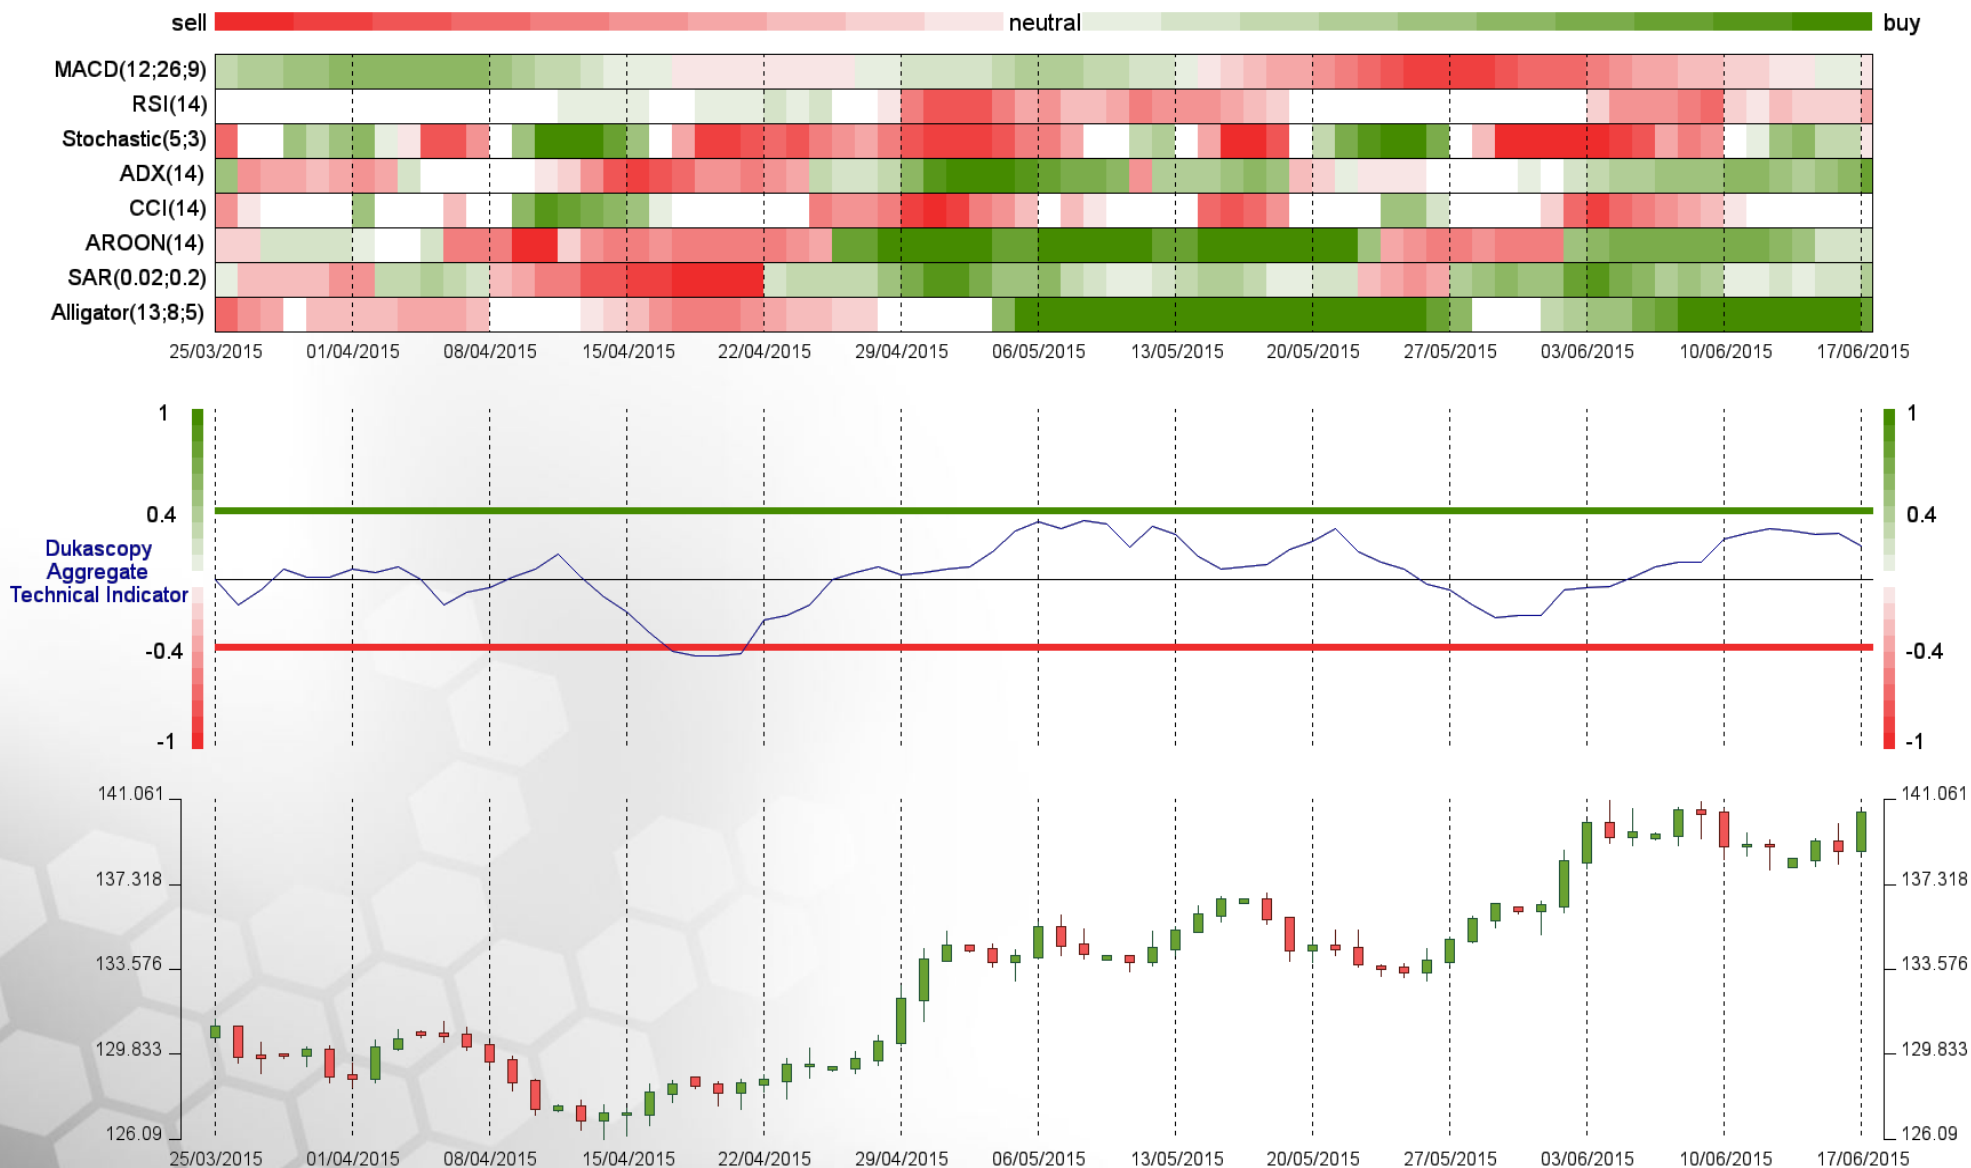 sell neutral buy
MACD(12;26;9)
RSI(14)
Stochastic(5;3)
ADX(14)
CCI(14)
AROON(14)
SAR(0.02;0.2)
Alligator(13;8;5)
25/03/2015 01/04/2015 08/04/2015 15/04/2015 22/04/2015 29/04/2015 06/05/2015 13/05/2015 20/05/2015 27/05/2015 03/06/2015 10/06/2015 17/06/2015
1 1
0.4 0.4
Dukascopy
Aggregate
Technical Indicator
-0.4 -0.4
-1 -1
141.061 141.061
137.318 137.318
133.576 133.576
129.833 129.833
126.09 126.09
25/03/2015 01/04/2015 08/04/2015 15/04/2015 22/04/2015 29/04/2015 06/05/2015 13/05/2015 20/05/2015 27/05/2015 03/06/2015 10/06/2015 17/06/2015